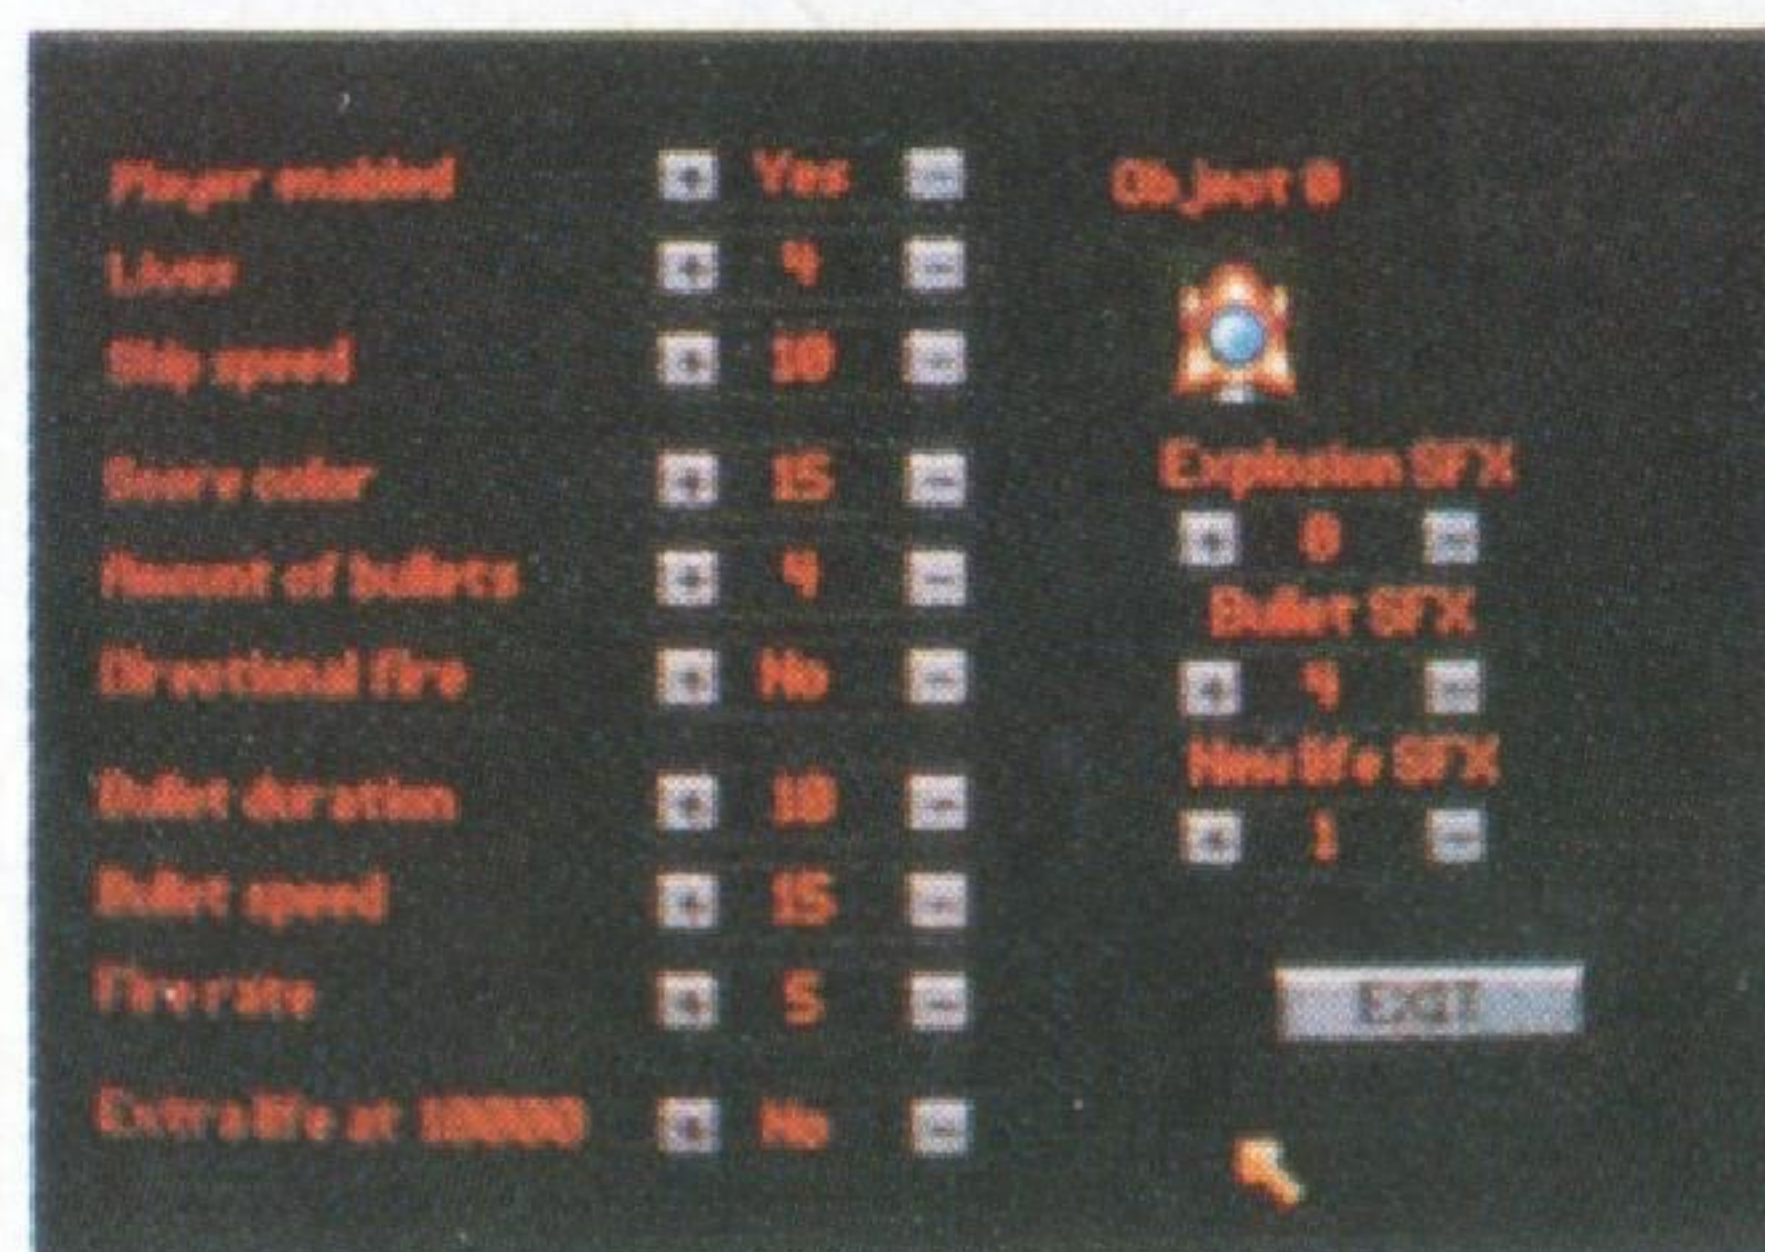 Player enabled + Yes -
Lives + 4 -
Ship speed + 10 -
Score color + 15 -
Amount of bullets + 4 -
Directional fire + No -
Bullet duration + 10 -
Bullet speed + 15 -
Fire rate + 5 -
Extra life at 10000 + No -
Object 0
Explosion SFX
+ 0 -
Bullet SFX
+ 4 -
New life SFX
+ 1 -
EXIT